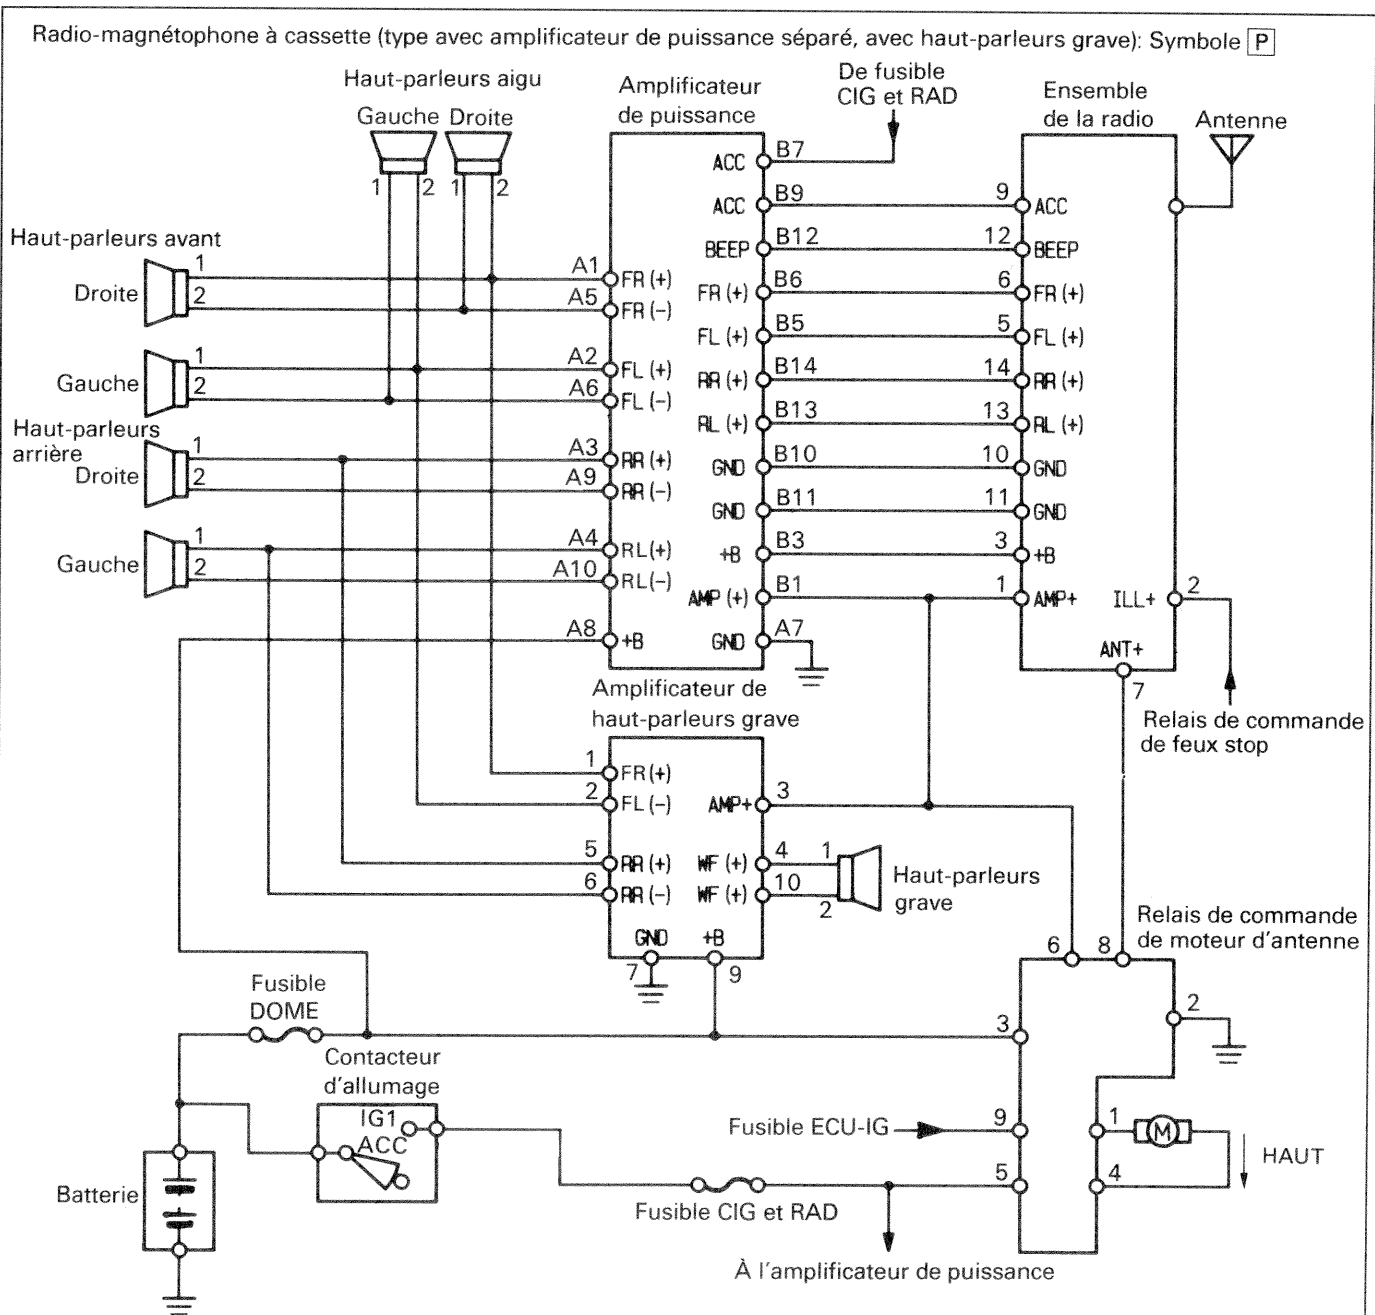 Radio-magnétophone à cassette (type avec amplificateur de puissance séparé, avec haut-parleurs grave): Symbole P
Haut-parleurs aigu
Gauche Droite
1 2 1 2
Amplificateur
de puissance
De fusible
CIG et RAD
Ensemble
de la radio
Antenne
Haut-parleurs avant
Droite
1
2
Gauche
1
2
Haut-parleurs
arrière
Droite
1
2
Gauche
1
2
A1 FR (+)
A5 FR (-)
A2 FL (+)
A6 FL (-)
A3 RR (+)
A9 RR (-)
A4 RL (+)
A10 RL (-)
A8 +B
ACC B7
ACC B9 9 ACC
BEEP B12 12 BEEP
FR (+) B6 6 FR (+)
FL (+) B5 5 FL (+)
RR (+) B14 14 RR (+)
RL (+) B13 13 RL (+)
GND B10 10 GND
GND B11 11 GND
+B B3 3 +B
AMP (+) B1 1 AMP+ ILL+ 2
GND A7
ANT+
7
Relais de commande
de feux stop
Amplificateur de
haut-parleurs grave
1 FR (+)
2 FL (-)
AMP+ 3
5 RR (+) WF (+) 4 1
6 RR (-) WF (+) 10 2
Haut-parleurs
grave
GND +B
7 9
Relais de commande
de moteur d'antenne
6 8
2
3
Fusible
DOME
Contacteur
d'allumage
IG1
ACC
Fusible ECU-IG 9
1 M
HAUT
5 4
Batterie
Fusible CIG et RAD
À l'amplificateur de puissance